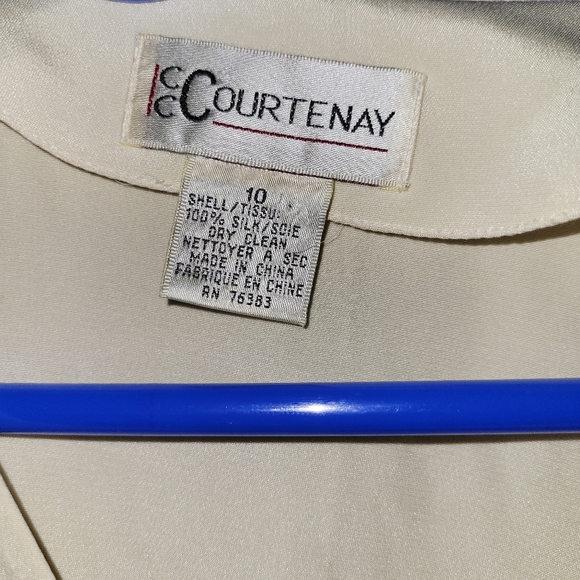 CC COURTENAY
10
SHELL/TISSU:
100% SILK/SOIE
DRY CLEAN
NETTOYER A SEC
MADE IN CHINA
FABRIQUE EN CHINE
RN 76383